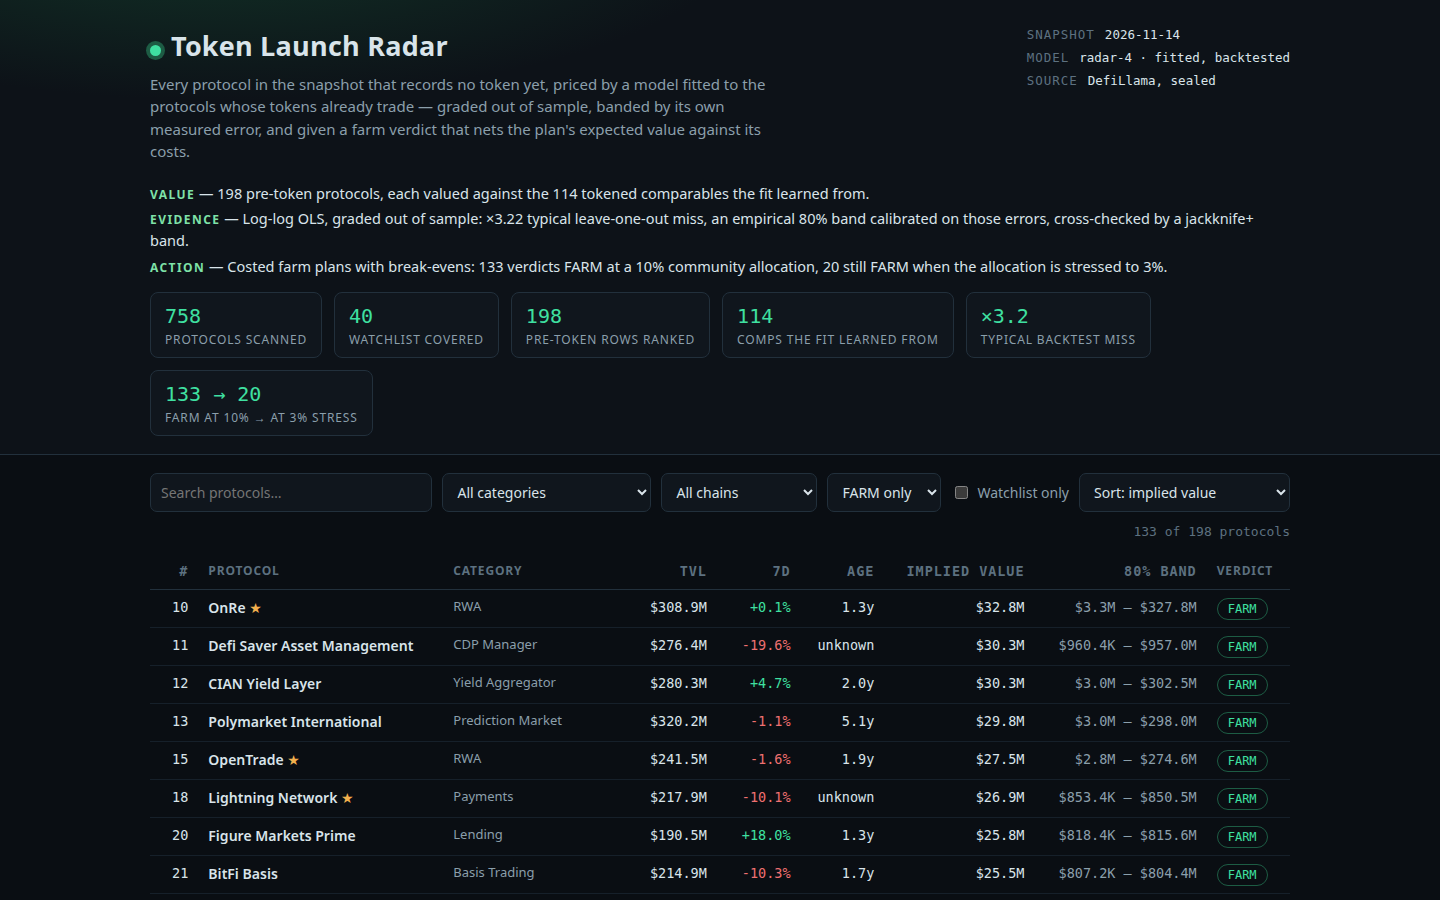 Token Launch Radar
SNAPSHOT 2026-11-14
MODEL radar-4 · fitted, backtested
SOURCE DefiLlama, sealed
Every protocol in the snapshot that records no token yet, priced by a model fitted to the
protocols whose tokens already trade — graded out of sample, banded by its own
measured error, and given a farm verdict that nets the plan's expected value against its
costs.
VALUE — 198 pre-token protocols, each valued against the 114 tokened comparables the fit learned from.
EVIDENCE — Log-log OLS, graded out of sample: ×3.22 typical leave-one-out miss, an empirical 80% band calibrated on those errors, cross-checked by a jackknife+
band.
ACTION — Costed farm plans with break-evens: 133 verdicts FARM at a 10% community allocation, 20 still FARM when the allocation is stressed to 3%.
758 40 198 114 ×3.2
PROTOCOLS SCANNED WATCHLIST COVERED PRE-TOKEN ROWS RANKED COMPS THE FIT LEARNED FROM TYPICAL BACKTEST MISS
133 → 20
FARM AT 10% → AT 3% STRESS
Search protocols... All categories All chains FARM only Watchlist only Sort: implied value
133 of 198 protocols
# PROTOCOL CATEGORY TVL 7D AGE IMPLIED VALUE 80% BAND VERDICT
10 OnRe ★ RWA $308.9M +0.1% 1.3y $32.8M $3.3M — $327.8M FARM
11 Defi Saver Asset Management CDP Manager $276.4M -19.6% unknown $30.3M $960.4K — $957.0M FARM
12 CIAN Yield Layer Yield Aggregator $280.3M +4.7% 2.0y $30.3M $3.0M — $302.5M FARM
13 Polymarket International Prediction Market $320.2M -1.1% 5.1y $29.8M $3.0M — $298.0M FARM
15 OpenTrade ★ RWA $241.5M -1.6% 1.9y $27.5M $2.8M — $274.6M FARM
18 Lightning Network ★ Payments $217.9M -10.1% unknown $26.9M $853.4K — $850.5M FARM
20 Figure Markets Prime Lending $190.5M +18.0% 1.3y $25.8M $818.4K — $815.6M FARM
21 BitFi Basis Basis Trading $214.9M -10.3% 1.7y $25.5M $807.2K — $804.4M FARM